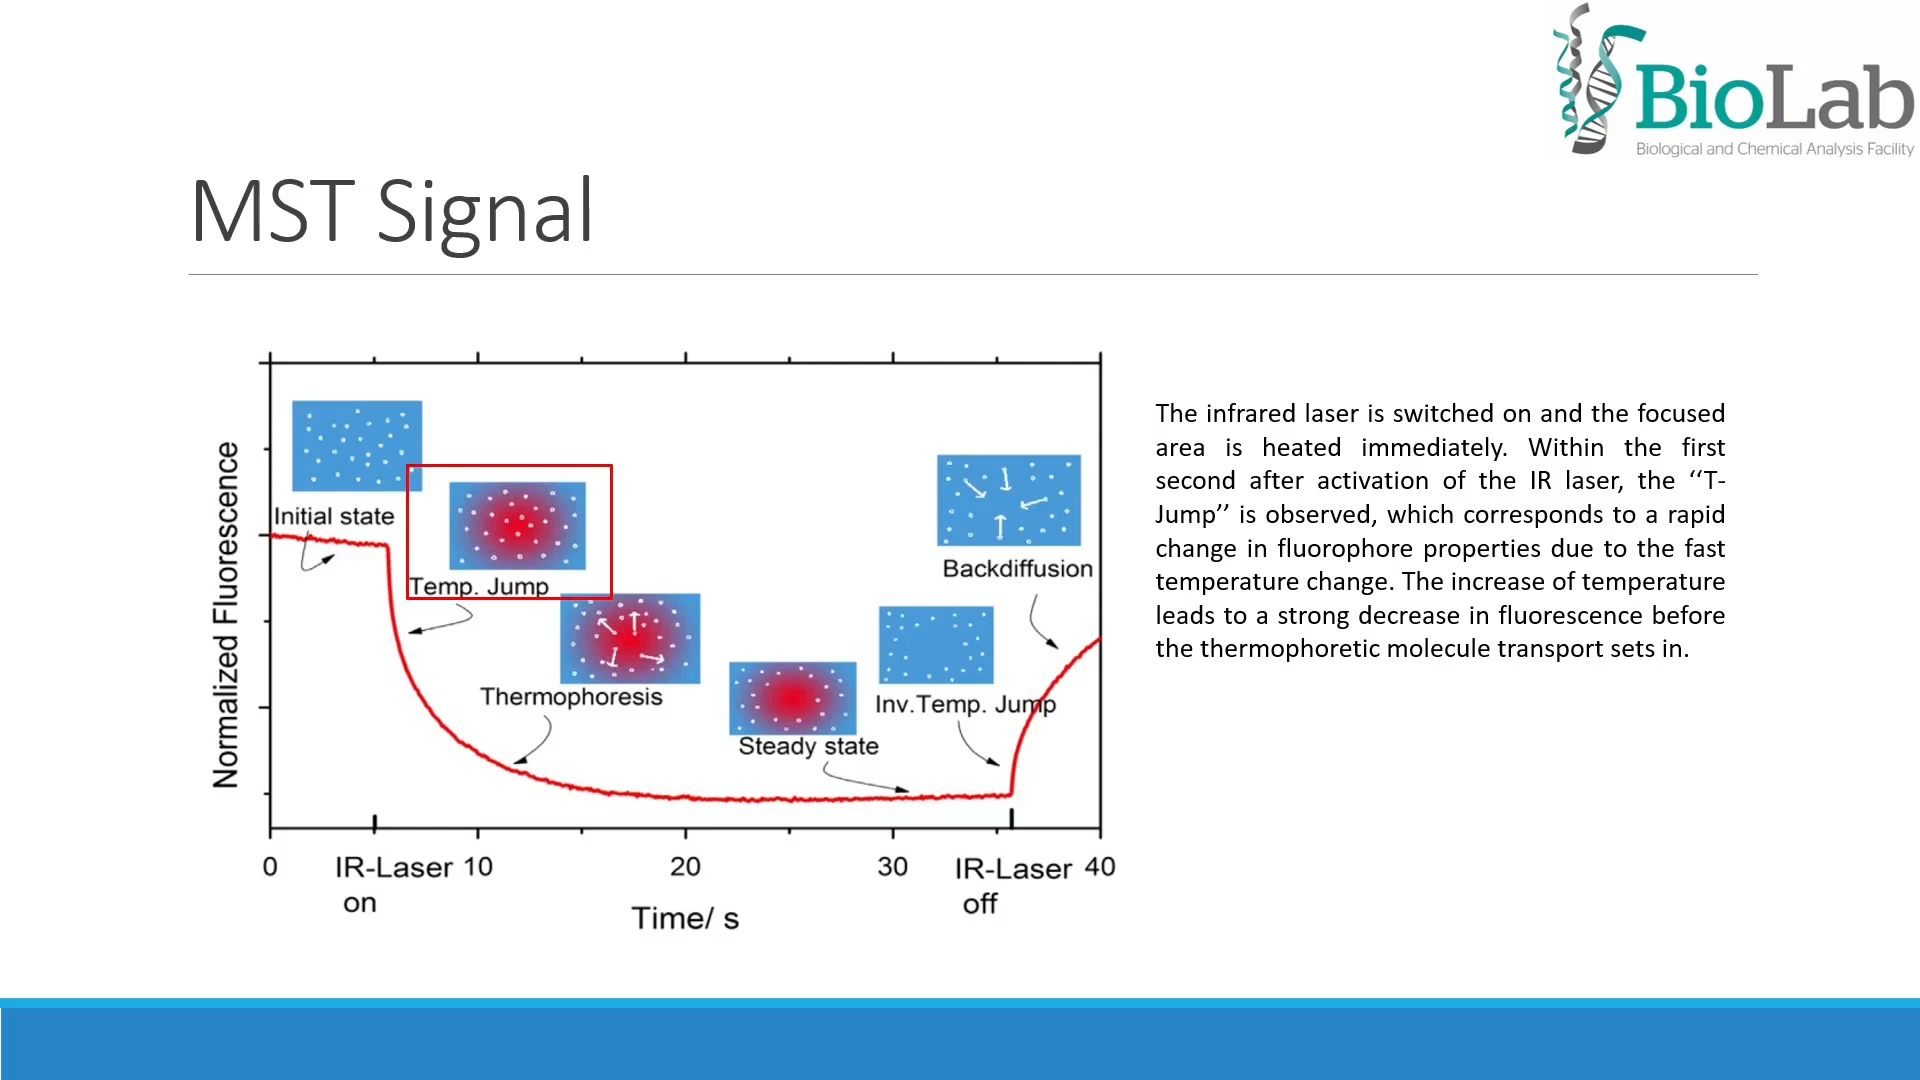 BioLab
Biological and Chemical Analysis Facility
MST Signal
Normalized Fluorescence
Initial state
Temp. Jump
Thermophoresis
Steady state
Inv.Temp. Jump
Backdiffusion
0
10
20
30
40
IR-Laser
on
IR-Laser
off
Time/ s
The infrared laser is switched on and the focused
area is heated immediately. Within the first
second after activation of the IR laser, the ‘‘T-
Jump’’ is observed, which corresponds to a rapid
change in fluorophore properties due to the fast
temperature change. The increase of temperature
leads to a strong decrease in fluorescence before
the thermophoretic molecule transport sets in.